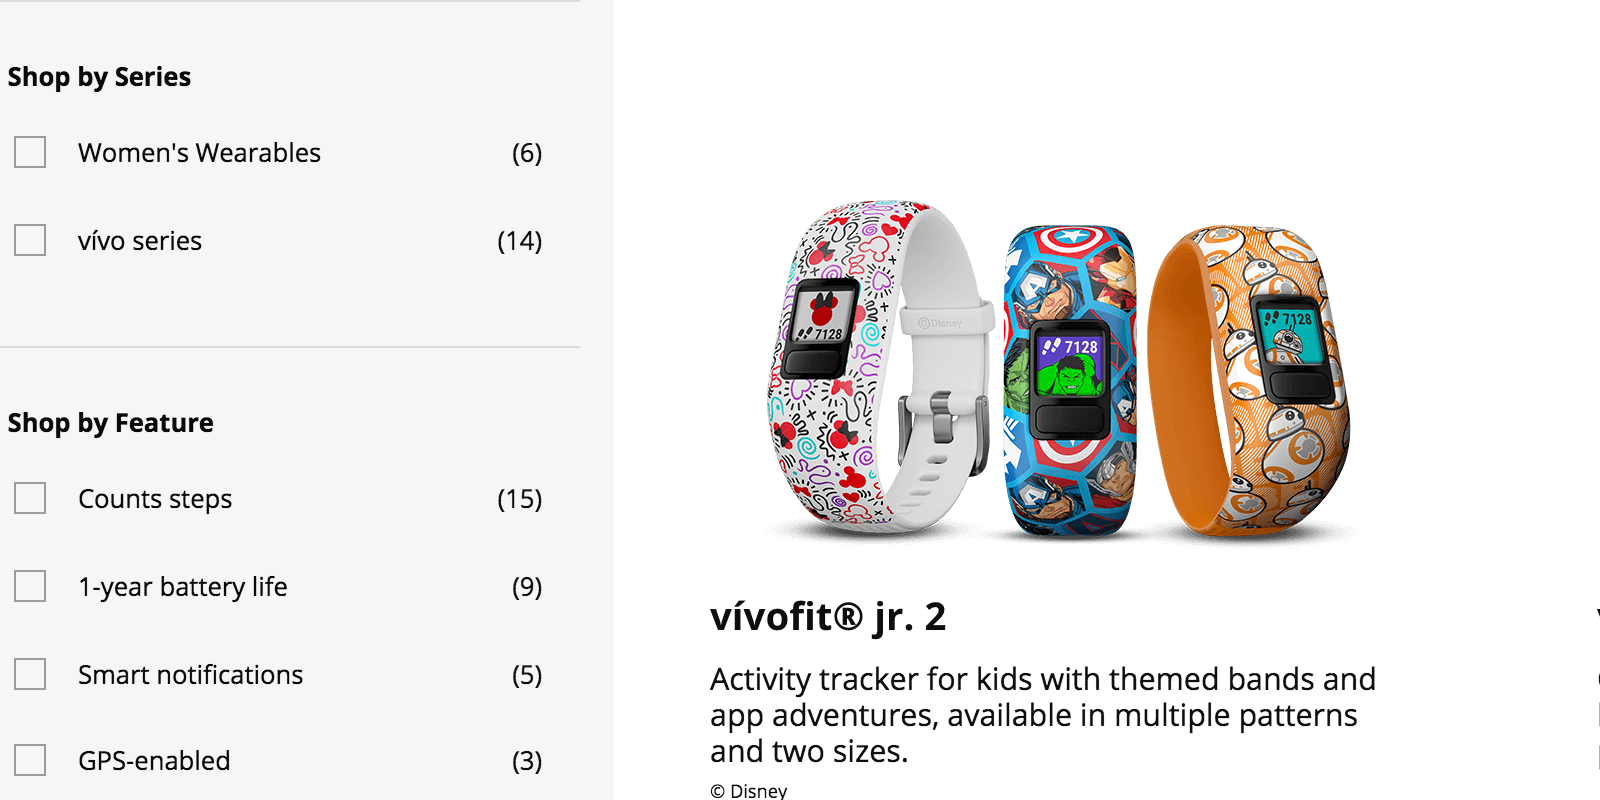 Shop by Series
Women's Wearables (6)
vívo series (14)
Shop by Feature
Counts steps (15)
1-year battery life (9)
Smart notifications (5)
GPS-enabled (3)
©Disney
7128
7128
7128
vívofit® jr. 2
Activity tracker for kids with themed bands and
app adventures, available in multiple patterns
and two sizes.
© Disney